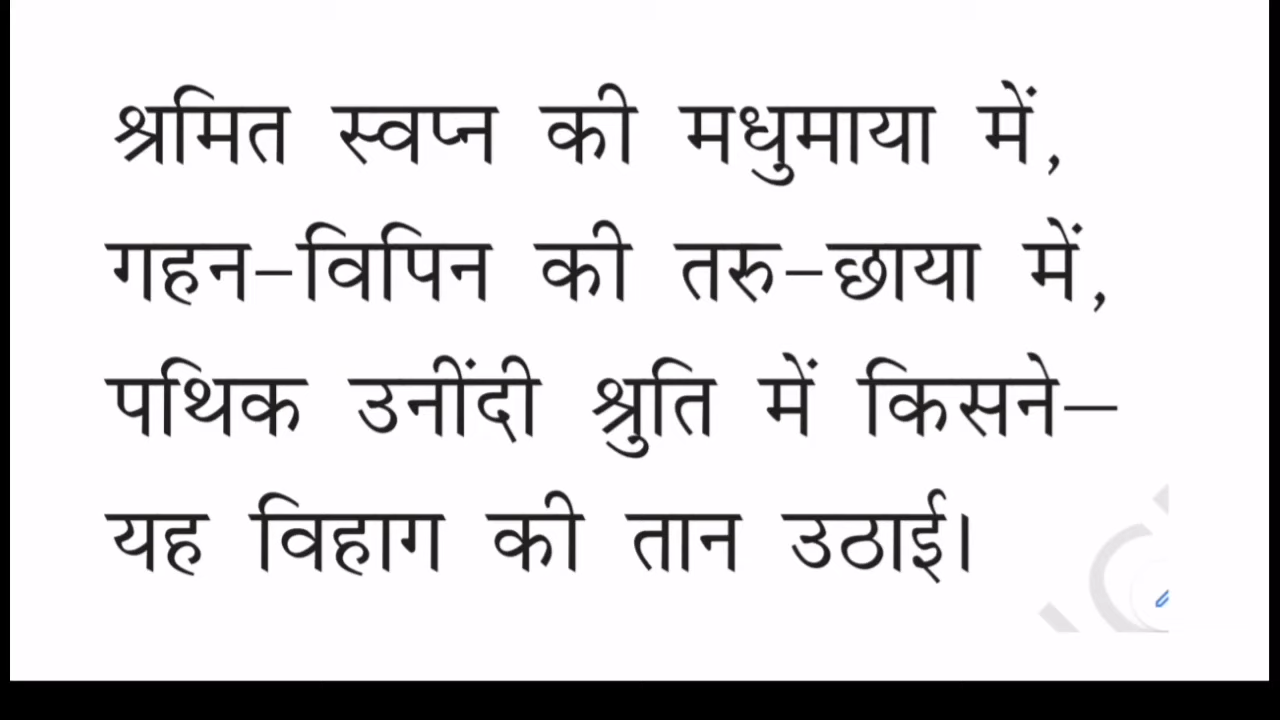 श्रमित स्वप्न की मधुमाया में,
गहन-विपिन की तरु-छाया में,
पथिक उनींदी श्रुति में किसने-
यह विहाग की तान उठाई।